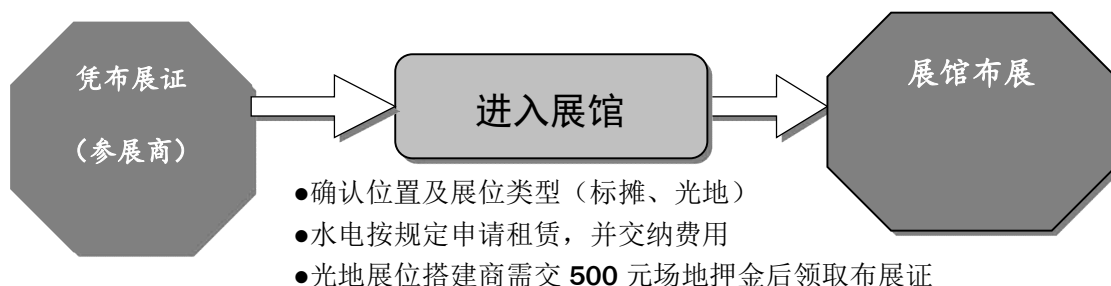 凭布展证
（参展商）
进入展馆
展馆布展
●确认位置及展位类型（标摊、光地）
●水电按规定申请租赁，并交纳费用
●光地展位搭建商需交 500 元场地押金后领取布展证